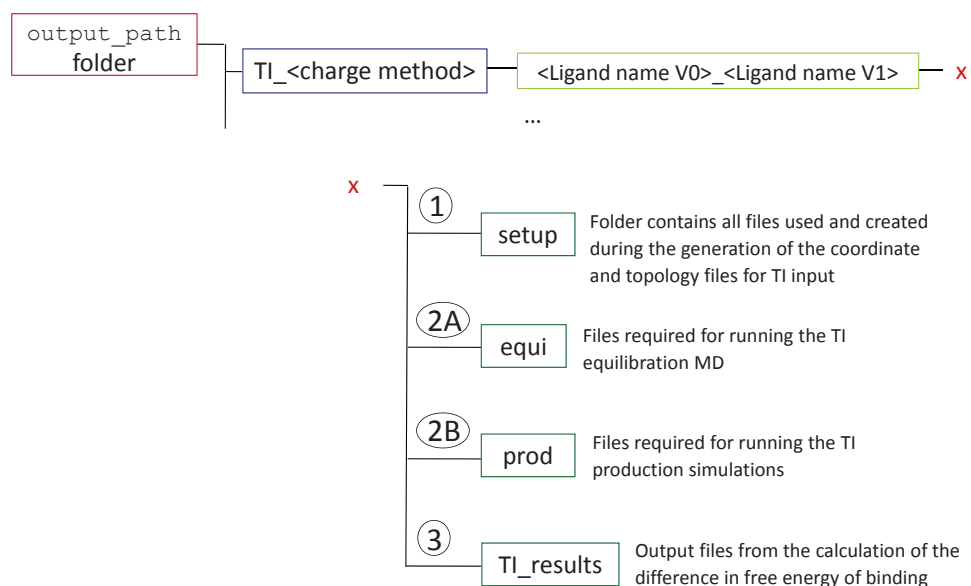 output_path
folder
TI_<charge method>
<Ligand name V0>_<Ligand name V1>
x
...
x
1
setup
Folder contains all files used and created
during the generation of the coordinate
and topology files for TI input
2A
equi
Files required for running the TI
equilibration MD
2B
prod
Files required for running the TI
production simulations
3
TI_results
Output files from the calculation of the
difference in free energy of binding